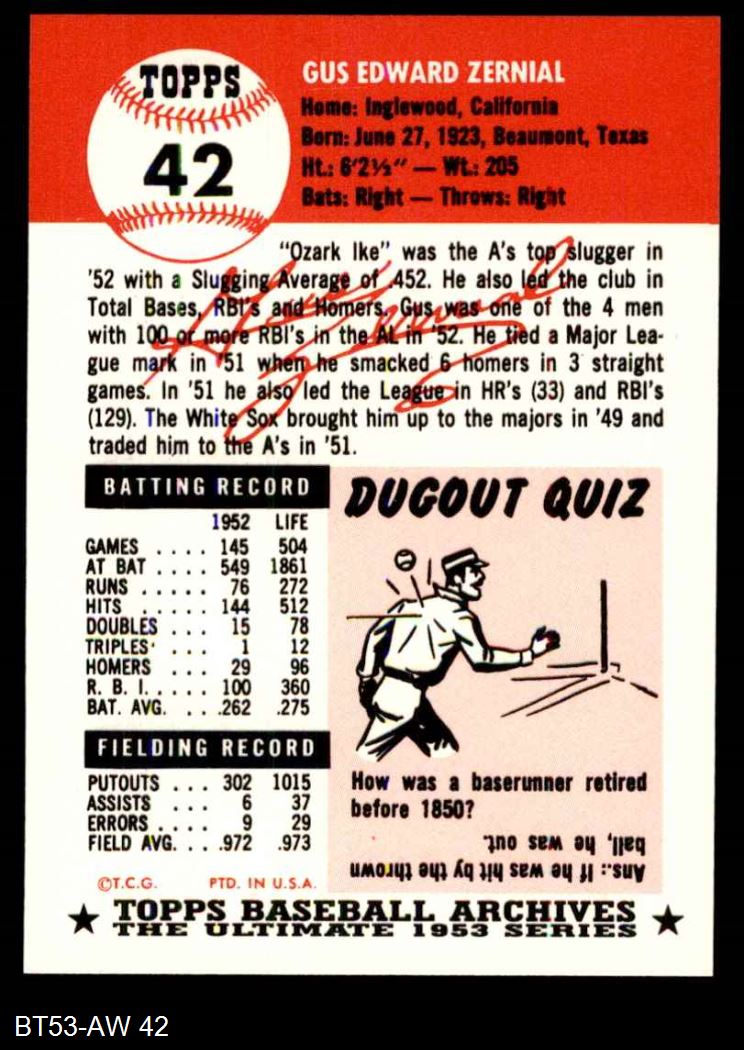 TOPPS
42
GUS EDWARD ZERNIAL
Home: Inglewood, California
Born: June 27, 1923, Beaumont, Texas
Ht.: 6'2½" — Wt.: 205
Bats: Right — Throws: Right
"Ozark Ike" was the A's top slugger in
'52 with a Slugging Average of .452. He also led the club in
Total Bases, RBI's and Homers. Gus was one of the 4 men
with 100 or more RBI's in the AL in '52. He tied a Major Lea-
gue mark in '51 when he smacked 6 homers in 3 straight
games. In '51 he also led the League in HR's (33) and RBI's
(129). The White Sox brought him up to the majors in '49 and
traded him to the A's in '51.
Gus Zernial
BATTING RECORD
1952 LIFE
GAMES .... 145 504
AT BAT .... 549 1861
RUNS ..... 76 272
HITS ..... 144 512
DOUBLES ... 15 78
TRIPLES ... 1 12
HOMERS ... 29 96
R. B. I. .... 100 360
BAT. AVG. ... .262 .275
FIELDING RECORD
PUTOUTS ... 302 1015
ASSISTS ... 6 37
ERRORS .... 9 29
FIELD AVG. ... .972 .973
©T.C.G. PTD. IN U.S.A.
DUGOUT QUIZ
How was a baserunner retired
before 1850?
Ans.: If he was hit by the thrown
ball, he was out.
TOPPS BASEBALL ARCHIVES
THE ULTIMATE 1953 SERIES
BT53-AW 42